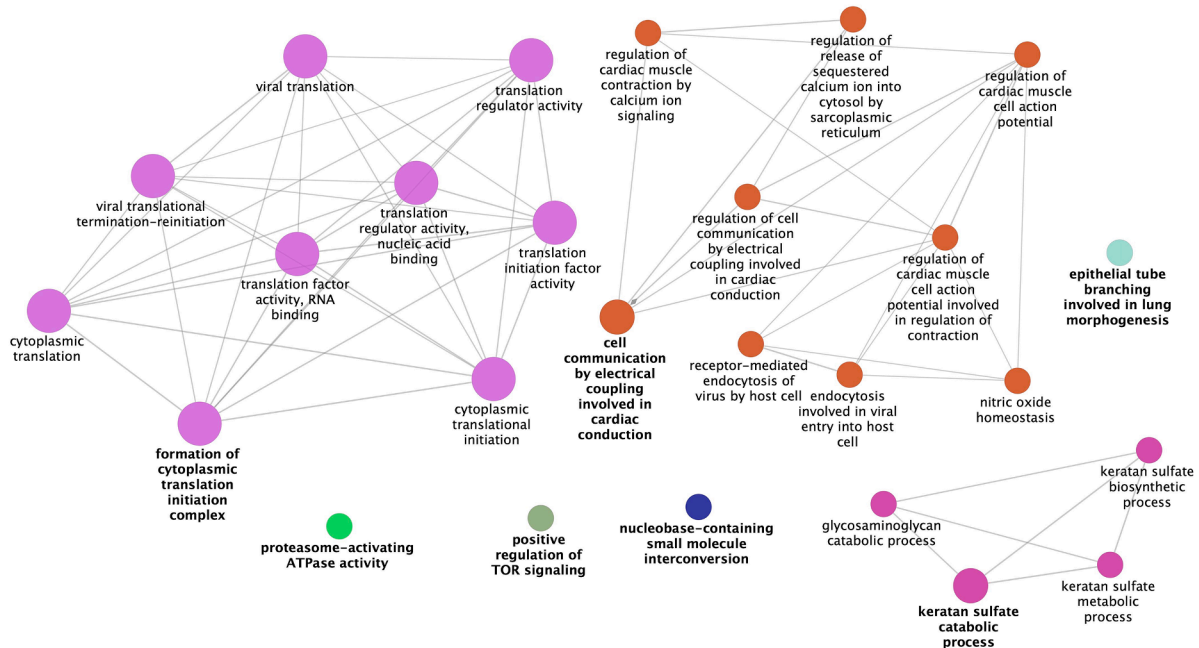 viral translation
translation
regulator activity
viral translational
termination-reinitiation
translation
regulator activity,
nucleic acid
binding
translation
initiation factor
activity
translation factor
activity, RNA
binding
cytoplasmic
translation
cytoplasmic
translational
initiation
formation of
cytoplasmic
translation
initiation
complex
regulation of
cardiac muscle
contraction by
calcium ion
signaling
regulation of
release of
sequestered
calcium ion into
cytosol by
sarcoplasmic
reticulum
regulation of
cardiac muscle
cell action
potential
regulation of cell
communication
by electrical
coupling involved
in cardiac
conduction
regulation of
cardiac muscle
cell action
potential involved
in regulation of
contraction
cell
communication
by electrical
coupling
involved in
cardiac
conduction
receptor-mediated
endocytosis of
virus by host cell
endocytosis
involved in viral
entry into host
cell
nitric oxide
homeostasis
epithelial tube
branching
involved in lung
morphogenesis
proteasome-activating
ATPase activity
positive
regulation of
TOR signaling
nucleobase-containing
small molecule
interconversion
keratan sulfate
biosynthetic
process
glycosaminoglycan
catabolic process
keratan sulfate
metabolic
process
keratan sulfate
catabolic
process